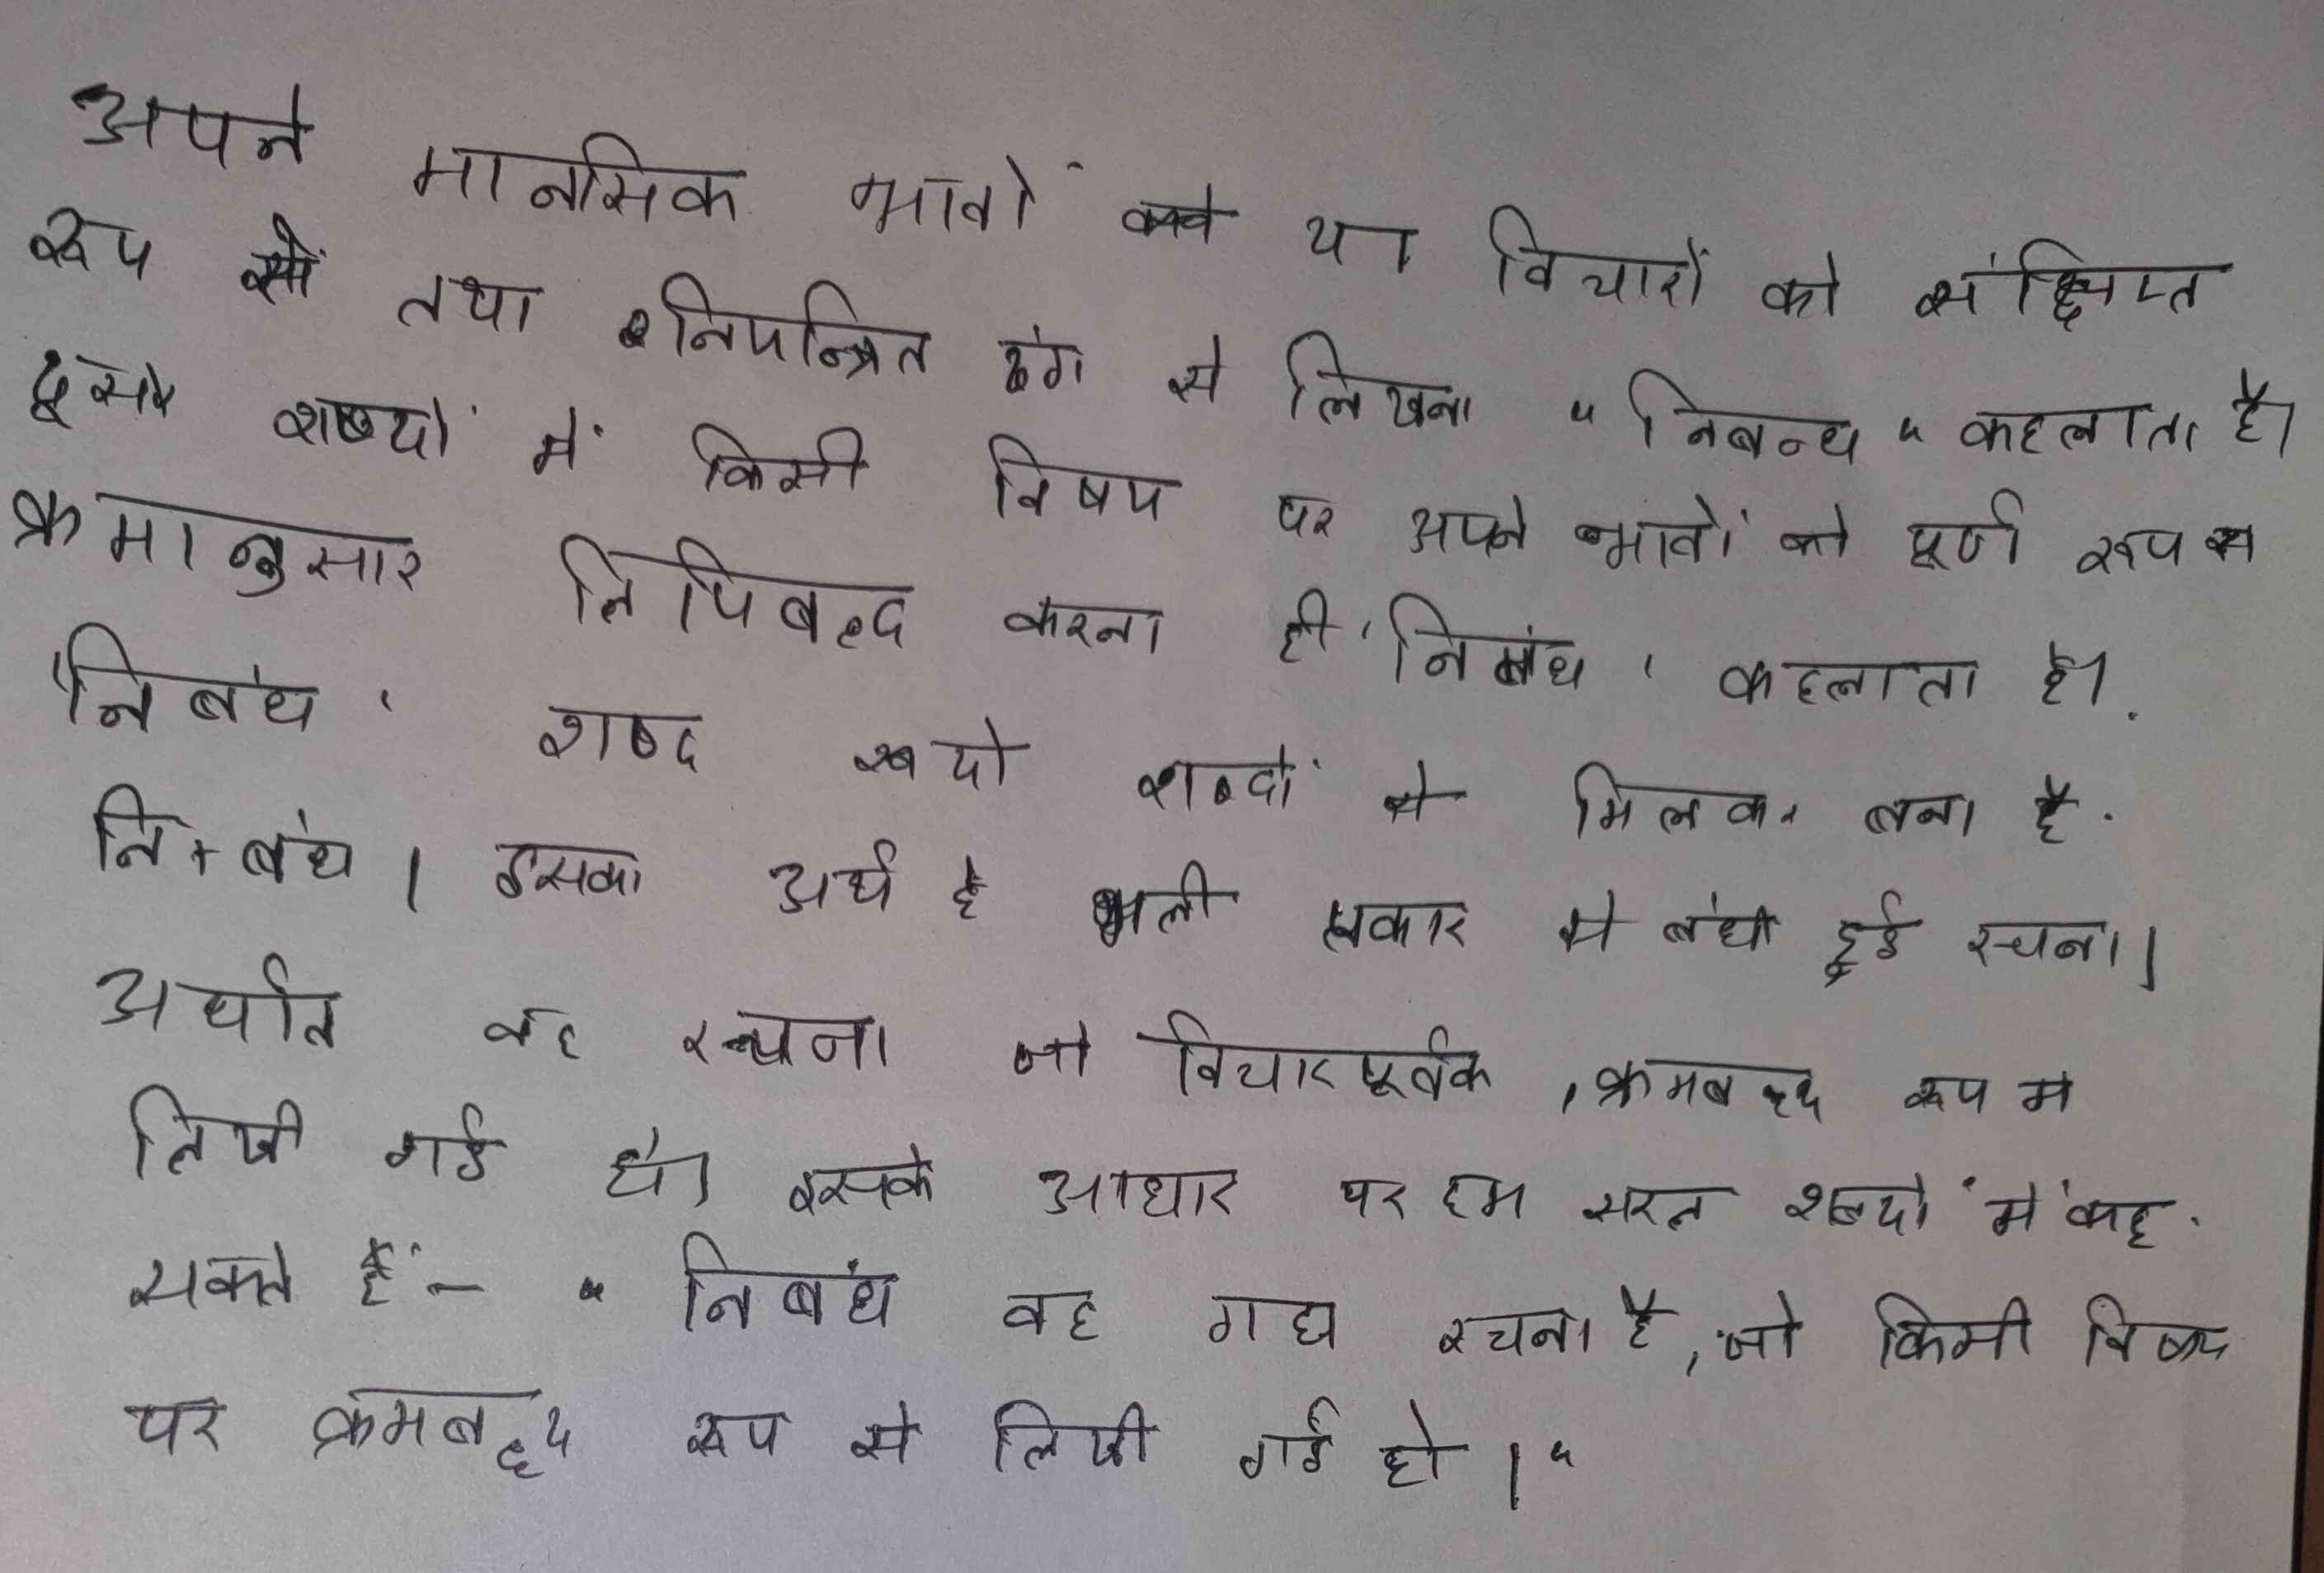 अपने मानसिक भावों या विचारों को संक्षिप्त
रूप से तथा नियन्त्रित ढंग से लिखना "निबन्ध" कहलाता है।
दूसरे शब्दों में किसी विषय पर अपने भावों को पूर्ण रूप से
क्रमानुसार लिपिबद्ध करना ही 'निबंध' कहलाता है।
'निबंध' शब्द दो शब्दों से मिलकर बना है.
नि + बंध। इसका अर्थ है भली प्रकार से बंधी हुई रचना।
अर्थात वह रचना जो विचारपूर्वक, क्रमबद्ध रूप से
लिखी गई हो। इसके आधार पर हम सरल शब्दों में कह
सकते हैं - "निबंध वह गद्य रचना है, जो किसी विषय
पर क्रमबद्ध रूप से लिखी गई हो।"